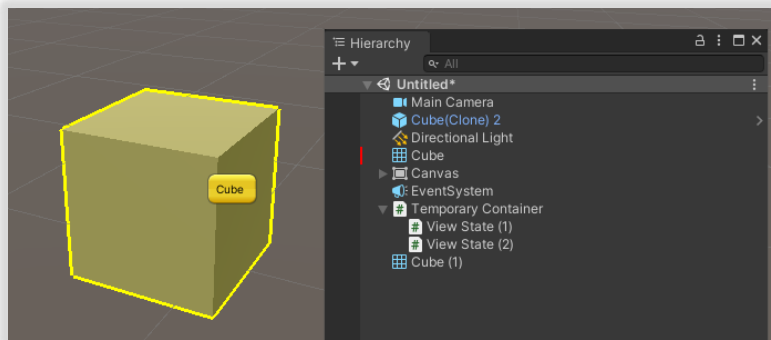 Cube
Hierarchy
All
Untitled*
Main Camera
Cube(Clone) 2
Directional Light
Cube
Canvas
EventSystem
# Temporary Container
# View State (1)
# View State (2)
Cube (1)